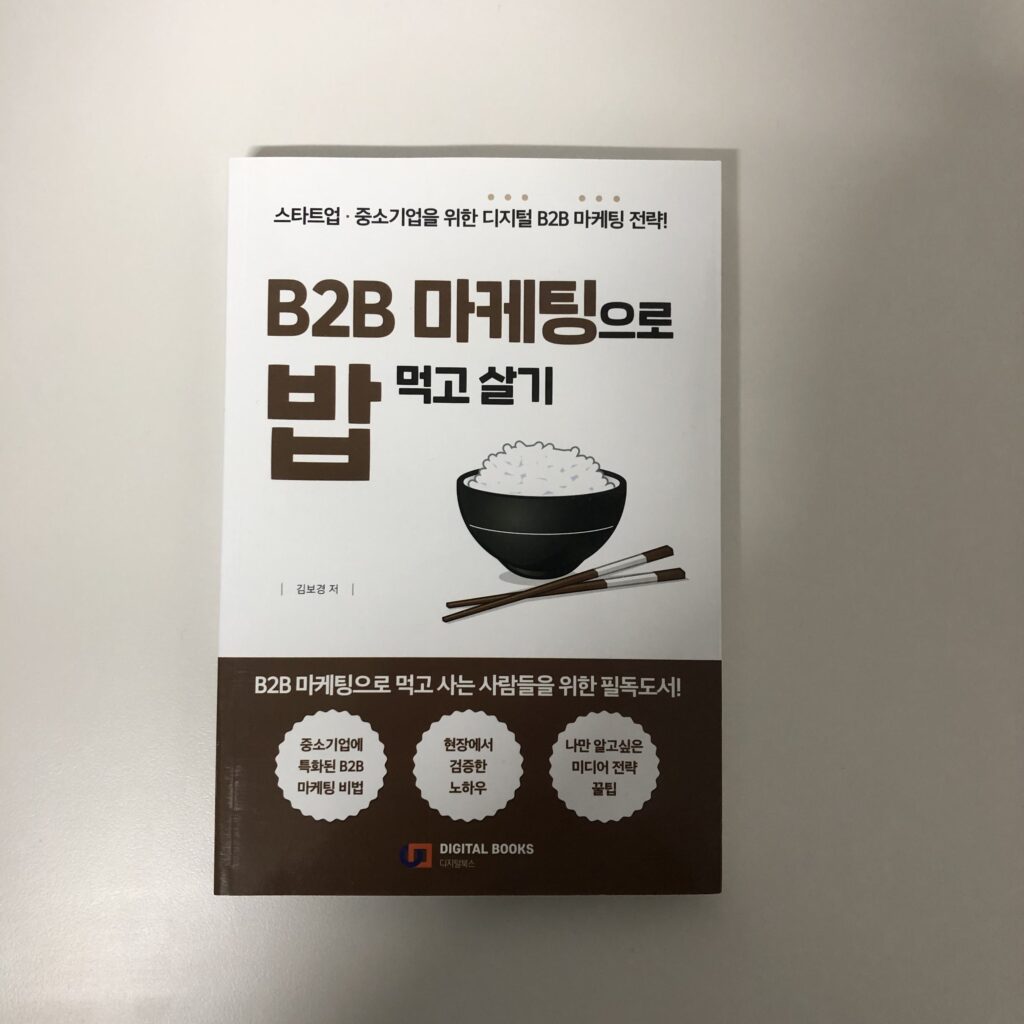 스타트업 · 중소기업을 위한 디지털 B2B 마케팅 전략!
B2B 마케팅으로
밥 먹고 살기
| 김보경 저 |
B2B 마케팅으로 먹고 사는 사람들을 위한 필독도서!
중소기업에
특화된 B2B
마케팅 비법
현장에서
검증한
노하우
나만 알고싶은
미디어 전략
꿀팁
DIGITAL BOOKS
디지털북스